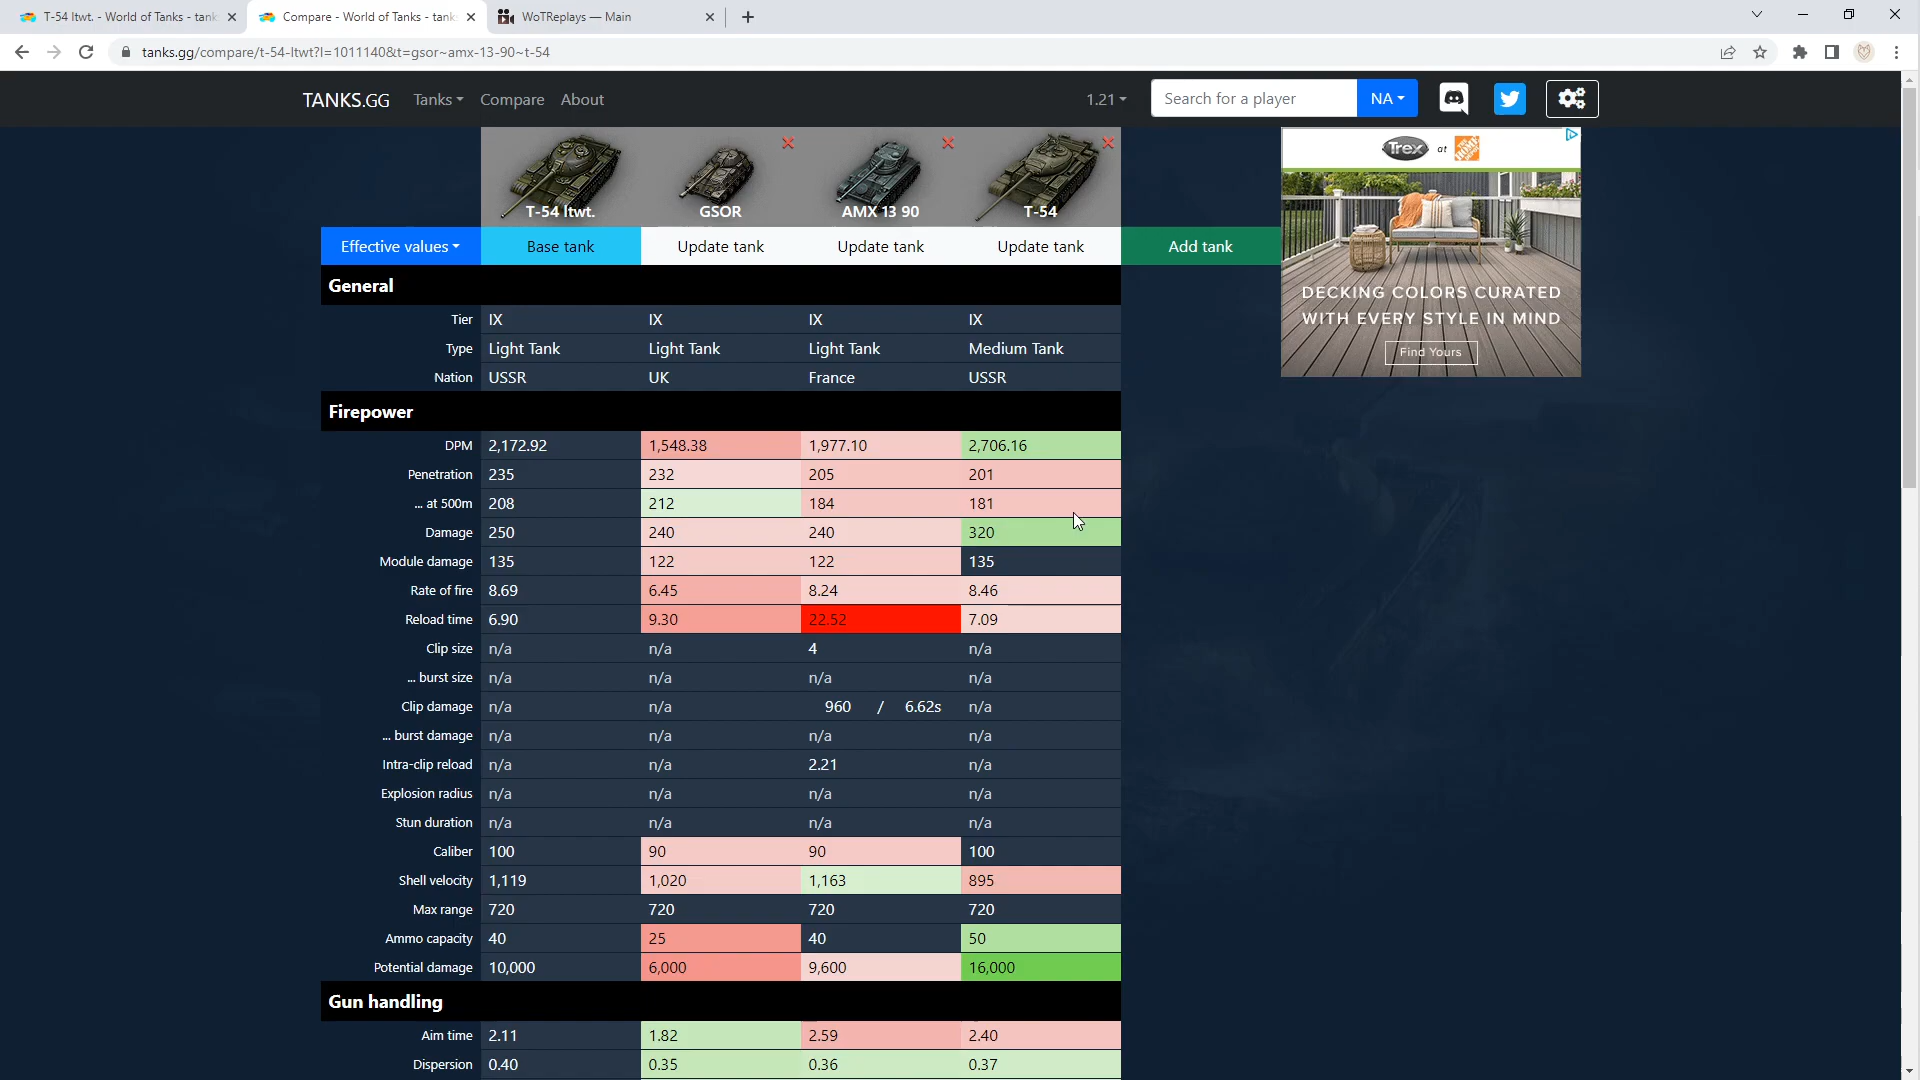 T-54 ltwt. - World of Tanks - tank
Compare - World of Tanks - tank
WoTReplays — Main
tanks.gg/compare/t-54-ltwt?l=1011140&t=gsor~amx-13-90~t-54
TANKS.GG Tanks Compare About 1.21 Search for a player NA
T-54 ltwt. GSOR AMX 13 90 T-54
Effective values Base tank Update tank Update tank Update tank Add tank
Trex at
DECKING COLORS CURATED
WITH EVERY STYLE IN MIND
Find Yours
General
Tier IX IX IX IX
Type Light Tank Light Tank Light Tank Medium Tank
Nation USSR UK France USSR
Firepower
DPM 2,172.92 1,548.38 1,977.10 2,706.16
Penetration 235 232 205 201
... at 500m 208 212 184 181
Damage 250 240 240 320
Module damage 135 122 122 135
Rate of fire 8.69 6.45 8.24 8.46
Reload time 6.90 9.30 22.52 7.09
Clip size n/a n/a 4 n/a
... burst size n/a n/a n/a n/a
Clip damage n/a n/a 960 / 6.62s n/a
... burst damage n/a n/a n/a n/a
Intra-clip reload n/a n/a 2.21 n/a
Explosion radius n/a n/a n/a n/a
Stun duration n/a n/a n/a n/a
Caliber 100 90 90 100
Shell velocity 1,119 1,020 1,163 895
Max range 720 720 720 720
Ammo capacity 40 25 40 50
Potential damage 10,000 6,000 9,600 16,000
Gun handling
Aim time 2.11 1.82 2.59 2.40
Dispersion 0.40 0.35 0.36 0.37